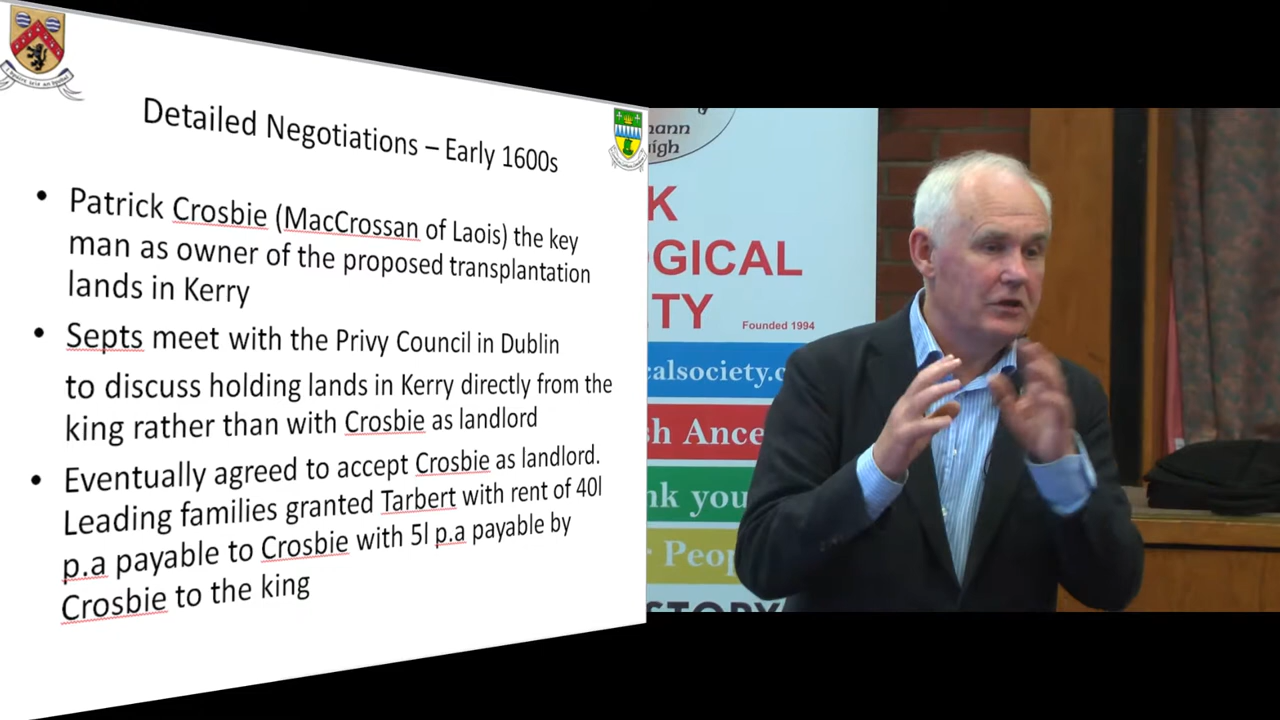 Detailed Negotiations – Early 1600s
• Patrick Crosbie (MacCrossan of Laois) the key
man as owner of the proposed transplantation
lands in Kerry
• Septs meet with the Privy Council in Dublin
to discuss holding lands in Kerry directly from the
king rather than with Crosbie as landlord
• Eventually agreed to accept Crosbie as landlord.
Leading families granted Tarbert with rent of 40l
p.a payable to Crosbie with 5l p.a payable by
Crosbie to the king
mann
igh
K
OGICAL
ETY
Founded 1994
calsociety.c
sh Ance
nk you
r Peop
STORY